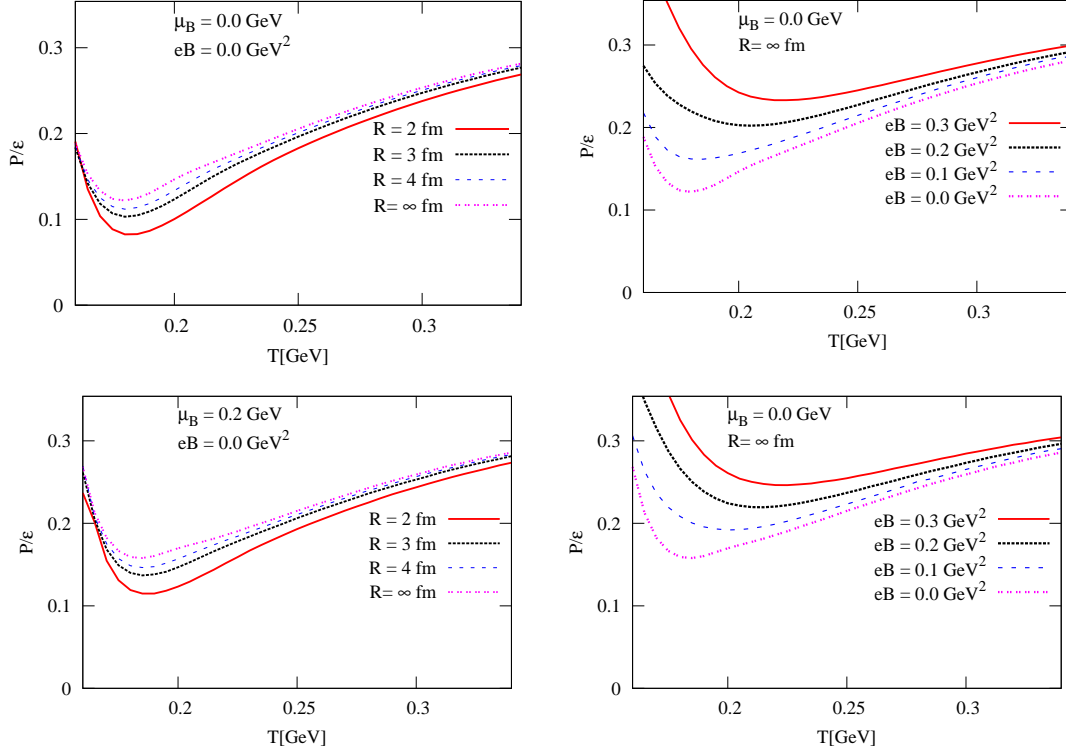 μ_B = 0.0 GeV
eB = 0.0 GeV²
0.3
0.2
0.1
0
P/ε
R = 2 fm
R = 3 fm
R = 4 fm
R= ∞ fm
0.2
0.25
0.3
T[GeV]
μ_B = 0.0 GeV
R= ∞ fm
0.3
0.2
0.1
0
P/ε
eB = 0.3 GeV²
eB = 0.2 GeV²
eB = 0.1 GeV²
eB = 0.0 GeV²
0.2
0.25
0.3
T[GeV]
μ_B = 0.2 GeV
eB = 0.0 GeV²
0.3
0.2
0.1
0
P/ε
R = 2 fm
R = 3 fm
R = 4 fm
R= ∞ fm
0.2
0.25
0.3
T[GeV]
μ_B = 0.0 GeV
R= ∞ fm
0.3
0.2
0.1
0
P/ε
eB = 0.3 GeV²
eB = 0.2 GeV²
eB = 0.1 GeV²
eB = 0.0 GeV²
0.2
0.25
0.3
T[GeV]